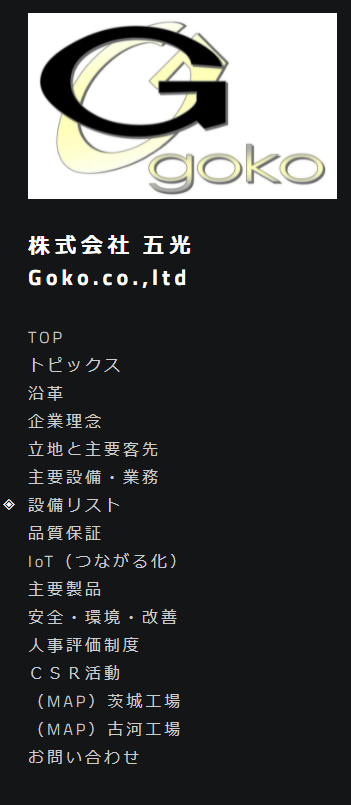 goko
株式会社 五光
Goko.co.,ltd
TOP
トピックス
沿革
企業理念
立地と主要客先
主要設備・業務
設備リスト
品質保証
IoT（つながる化）
主要製品
安全・環境・改善
人事評価制度
ＣＳＲ活動
（MAP）茨城工場
（MAP）古河工場
お問い合わせ